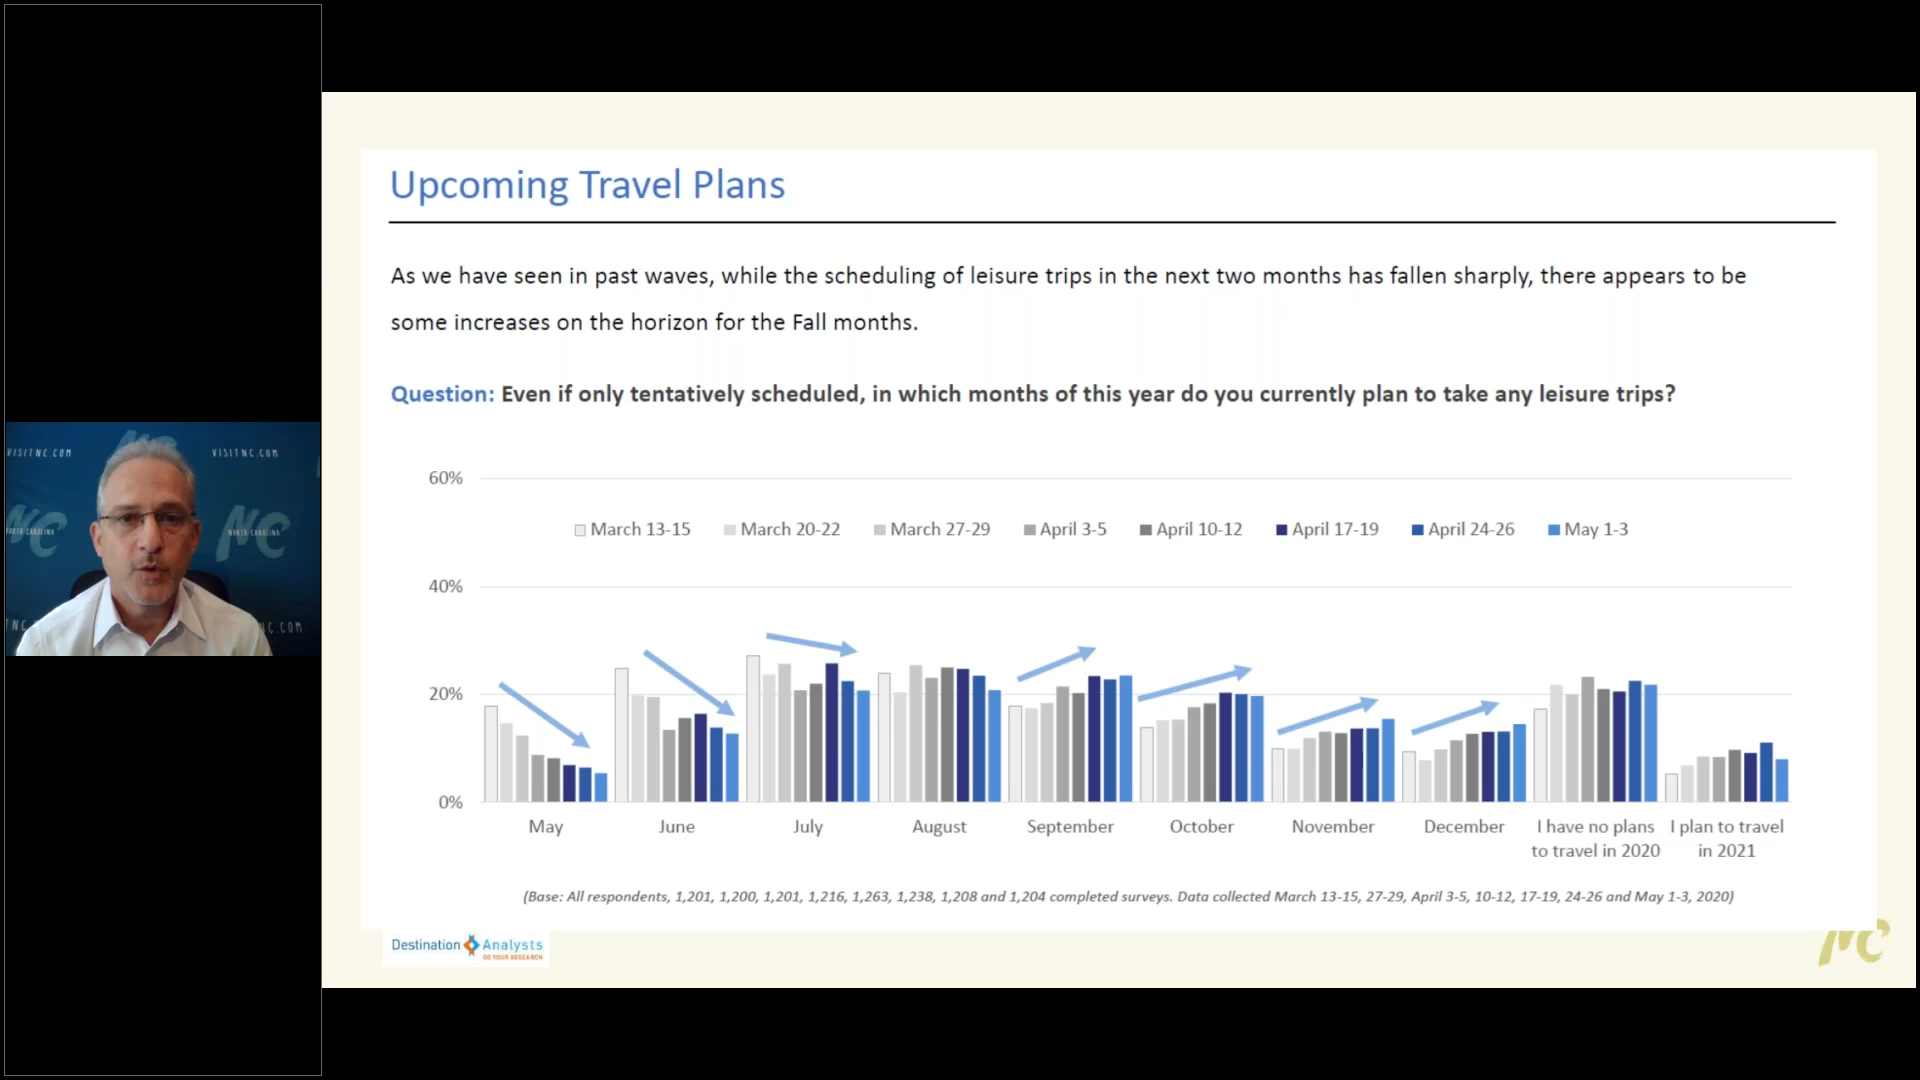 VISITNC.COM
VISITNC.COM
NC
NORTH CAROLINA
NC
NORTH CAROLINA
Upcoming Travel Plans
As we have seen in past waves, while the scheduling of leisure trips in the next two months has fallen sharply, there appears to be
some increases on the horizon for the Fall months.
Question: Even if only tentatively scheduled, in which months of this year do you currently plan to take any leisure trips?
60%
March 13-15 March 20-22 March 27-29 April 3-5 April 10-12 April 17-19 April 24-26 May 1-3
40%
20%
0%
May June July August September October November December I have no plans I plan to travel
to travel in 2020 in 2021
(Base: All respondents, 1,201, 1,200, 1,201, 1,216, 1,263, 1,238, 1,208 and 1,204 completed surveys. Data collected March 13-15, 27-29, April 3-5, 10-12, 17-19, 24-26 and May 1-3, 2020)
Destination Analysts
DO YOUR RESEARCH
NC